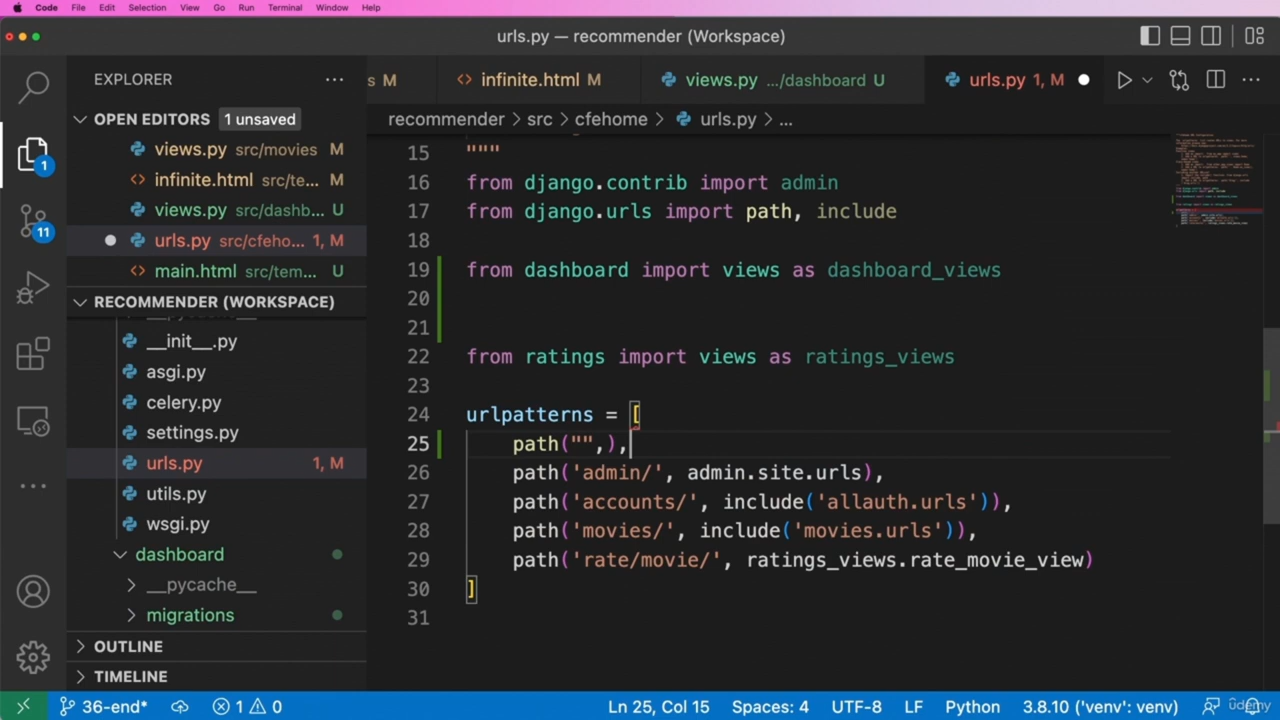 Code File Edit Selection View Go Run Terminal Window Help
urls.py — recommender (Workspace)
EXPLORER
s M
infinite.html M
views.py .../dashboard U
urls.py 1, M
OPEN EDITORS 1 unsaved
views.py src/movies M
infinite.html src/te... M
views.py src/dashb... U
urls.py src/cfeho... 1, M
main.html src/tem... U
RECOMMENDER (WORKSPACE)
__pycache__
__init__.py
asgi.py
celery.py
settings.py
urls.py 1, M
utils.py
wsgi.py
dashboard
__pycache__
migrations
OUTLINE
TIMELINE
1
11
recommender > src > cfehome > urls.py > ...
15 """
16 from django.contrib import admin
17 from django.urls import path, include
18
19 from dashboard import views as dashboard_views
20
21
22 from ratings import views as ratings_views
23
24 urlpatterns = [
25 path("",),
26 path('admin/', admin.site.urls),
27 path('accounts/', include('allauth.urls')),
28 path('movies/', include('movies.urls')),
29 path('rate/movie/', ratings_views.rate_movie_view)
30 ]
31
36-end* 1 0 Ln 25, Col 15 Spaces: 4 UTF-8 LF Python 3.8.10 ('venv': venv)
udemy